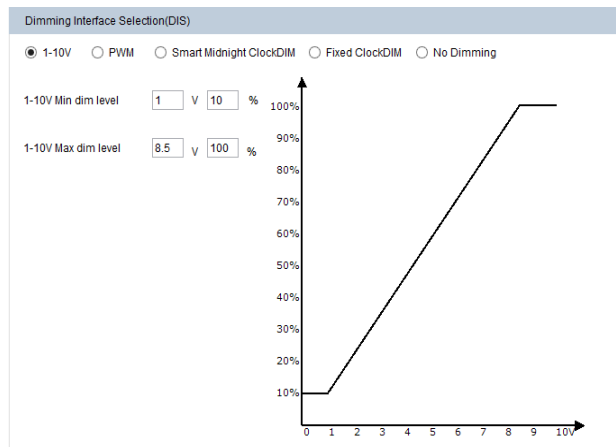 Dimming Interface Selection(DIS)
1-10V PWM Smart Midnight ClockDIM Fixed ClockDIM No Dimming
1-10V Min dim level 1 V 10 %
1-10V Max dim level 8.5 V 100 %
100%
90%
80%
70%
60%
50%
40%
30%
20%
10%
0 1 2 3 4 5 6 7 8 9 10V